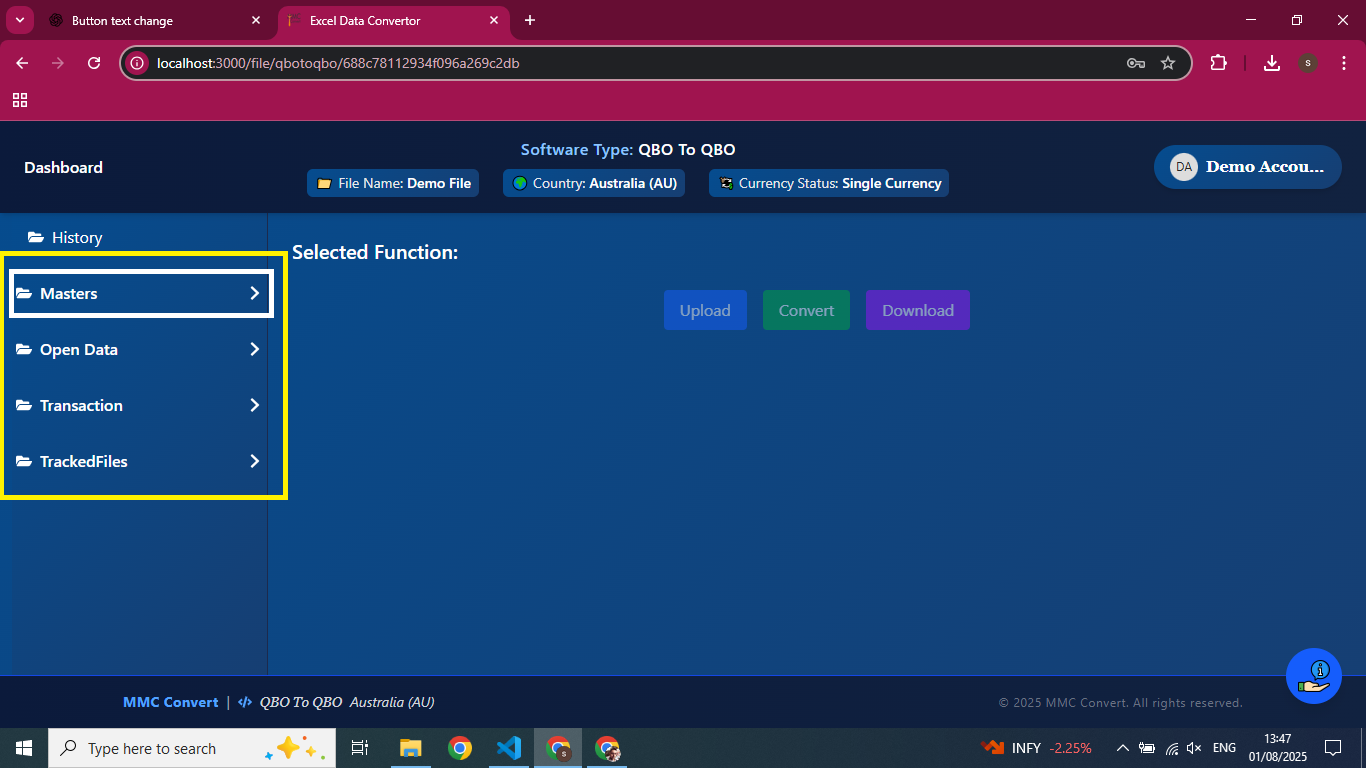 Button text change
Excel Data Convertor
localhost:3000/file/qbotoqbo/688c78112934f096a269c2db
S
Dashboard
Software Type: QBO To QBO
File Name: Demo File
Country: Australia (AU)
Currency Status: Single Currency
DA
Demo Accou...
History
Masters
Open Data
Transaction
TrackedFiles
Selected Function:
Upload
Convert
Download
MMC Convert | </> QBO To QBO Australia (AU)
© 2025 MMC Convert. All rights reserved.
Type here to search
S
INFY -2.25%
ENG
13:47
01/08/2025